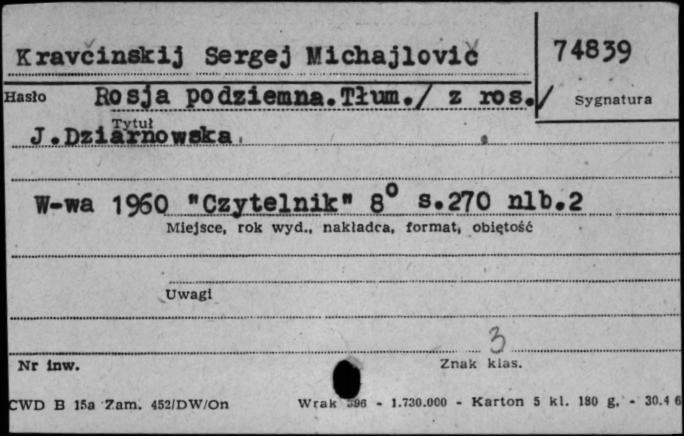 Kravčinskij Sergej Michajlovič
74839
Hasło Rosja podziemna.Tłum./ z ros./
Sygnatura
Tytuł
J.Dziarnowska
W-wa 1960 "Czytelnik" 8° s.270 nlb.2
Miejsce, rok wyd., nakładca, format, objętość
Uwagi
3
Nr inw. Znak klas.
CWD B 15a Zam. 452/DW/On Wrak 396 - 1.730.000 - Karton 5 kl. 180 g. - 30.4 6